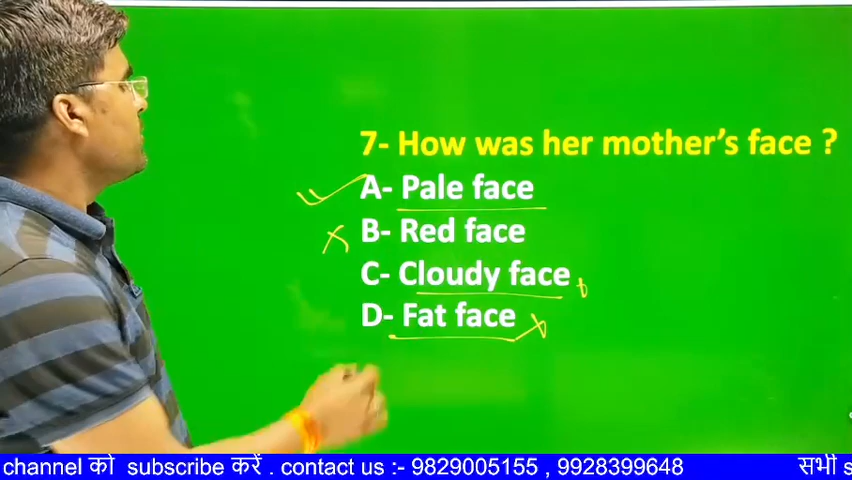 7- How was her mother's face ?
A- Pale face
B- Red face
C- Cloudy face
D- Fat face
channel को subscribe करें . contact us :- 9829005155 , 9928399648 सभी s